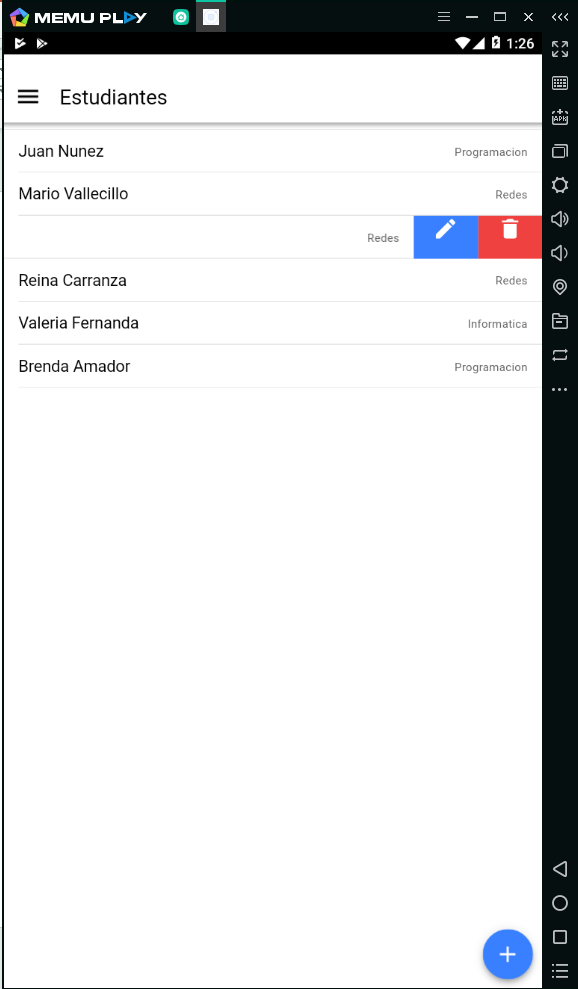 MEMU PLAY
1:26
Estudiantes
Juan Nunez Programacion
Mario Vallecillo Redes
Redes
Reina Carranza Redes
Valeria Fernanda Informatica
Brenda Amador Programacion
APK